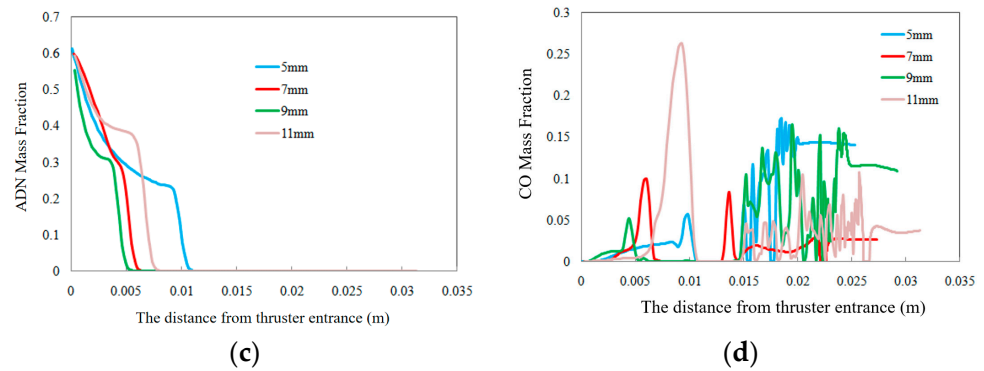 0.7
0.6
0.5
0.4
0.3
0.2
0.1
0
ADN Mass Fraction
5mm
7mm
9mm
11mm
0 0.005 0.01 0.015 0.02 0.025 0.03 0.035
The distance from thruster entrance (m)
(c)
0.3
0.25
0.2
0.15
0.1
0.05
0
CO Mass Fraction
5mm
7mm
9mm
11mm
0 0.005 0.01 0.015 0.02 0.025 0.03 0.035
The distance from thruster entrance (m)
(d)